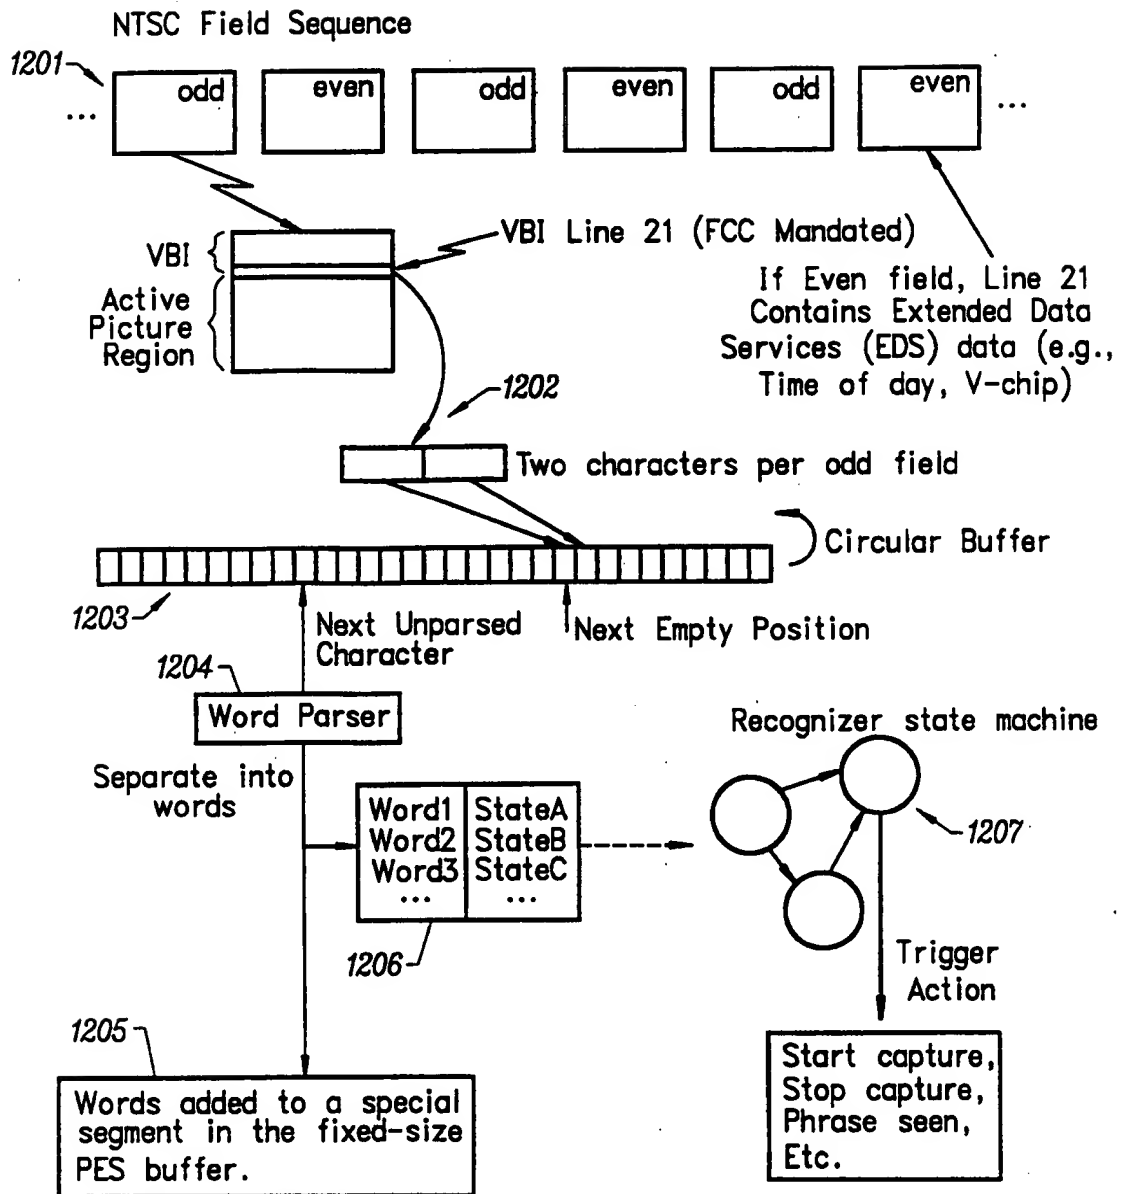 NTSC Field Sequence
1201
... odd even odd even odd even ...
VBI
VBI Line 21 (FCC Mandated)
Active
Picture
Region
If Even field, Line 21
Contains Extended Data
Services (EDS) data (e.g.,
Time of day, V-chip)
1202
Two characters per odd field
Circular Buffer
1203
Next Unparsed
Character
Next Empty Position
1204
Word Parser
Separate into
words
Recognizer state machine
Word1 StateA
Word2 StateB
Word3 StateC
... ...
1206
1207
Trigger
Action
1205
Words added to a special
segment in the fixed-size
PES buffer.
Start capture,
Stop capture,
Phrase seen,
Etc.